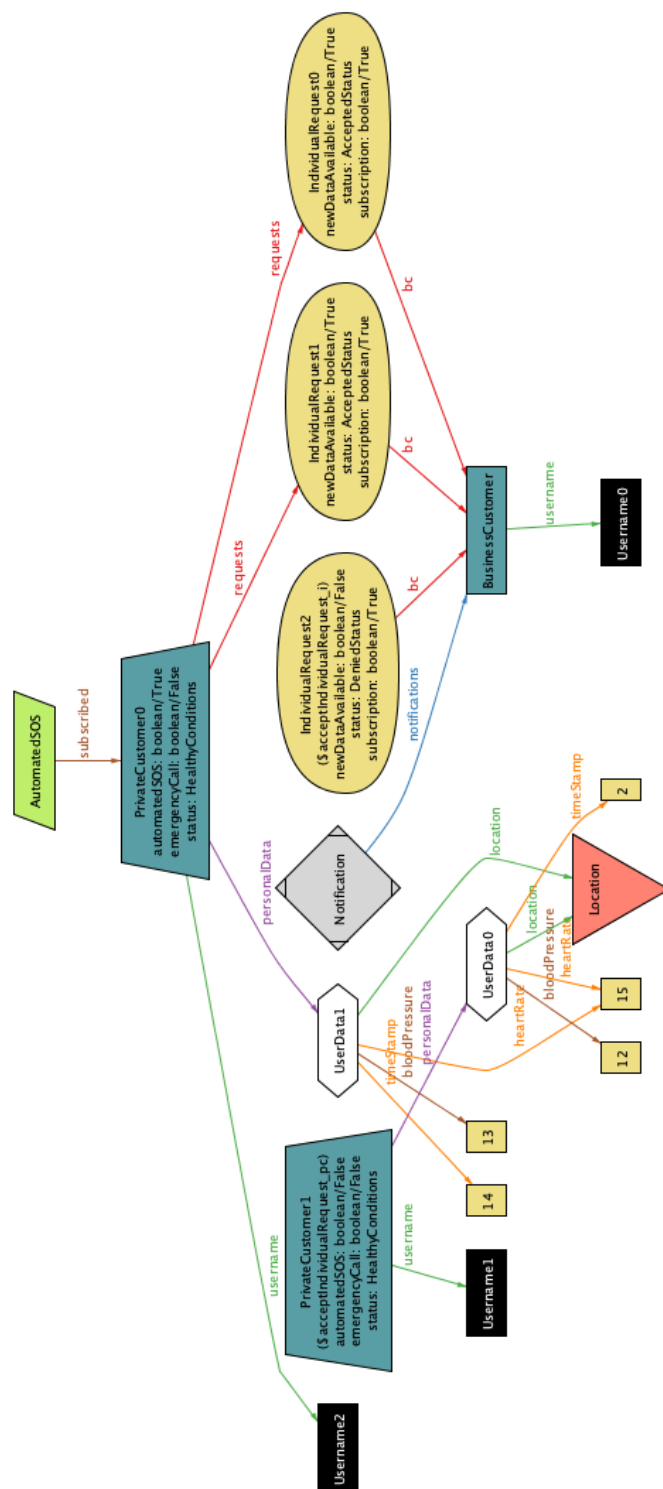 AutomatedSOS
subscribed
PrivateCustomer0
automatedSOS: boolean/True
emergencyCall: boolean/False
status: HealthyConditions
username
personalData
requests
requests
Username2
PrivateCustomer1
($acceptIndividualRequest_pc)
automatedSOS: boolean/False
emergencyCall: boolean/False
status: HealthyConditions
UserData1
Notification
IndividualRequest2
($acceptIndividualRequest_i)
newDataAvailable: boolean/False
status: DeniedStatus
subscription: boolean/True
IndividualRequest1
newDataAvailable: boolean/True
status: AcceptedStatus
subscription: boolean/True
IndividualRequest0
newDataAvailable: boolean/True
status: AcceptedStatus
subscription: boolean/True
username
timeStamp
bloodPressure
personalData
location
notifications
bc
bc
bc
Username1
14
13
heartRate
UserData0
BusinessCustomer
bloodPressure
heartRate
location
timeStamp
username
12
15
Location
2
Username0